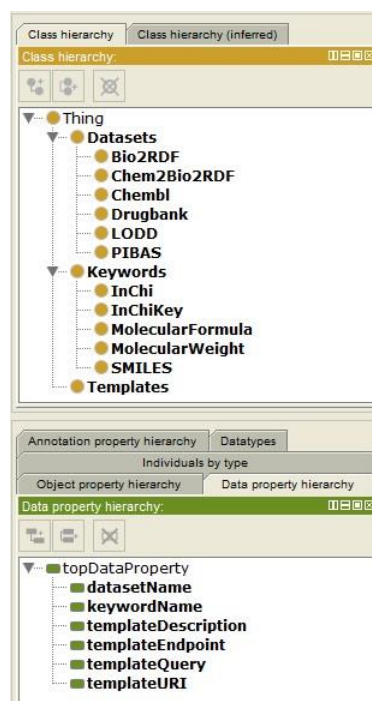 Class hierarchy Class hierarchy (inferred)
Class hierarchy:
Thing
Datasets
Bio2RDF
Chem2Bio2RDF
Chembl
Drugbank
LODD
PIBAS
Keywords
InChi
InChiKey
MolecularFormula
MolecularWeight
SMILES
Templates
Annotation property hierarchy Datatypes
Individuals by type
Object property hierarchy Data property hierarchy
Data property hierarchy:
topDataProperty
datasetName
keywordName
templateDescription
templateEndpoint
templateQuery
templateURI